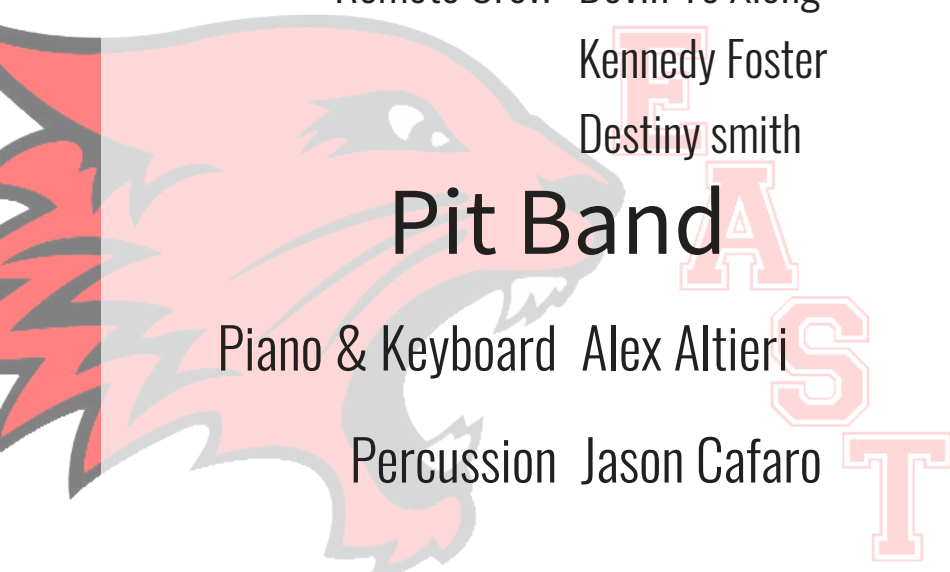 Kennedy Foster
Destiny smith
Pit Band
Piano & Keyboard Alex Altieri
Percussion Jason Cafaro
EAST